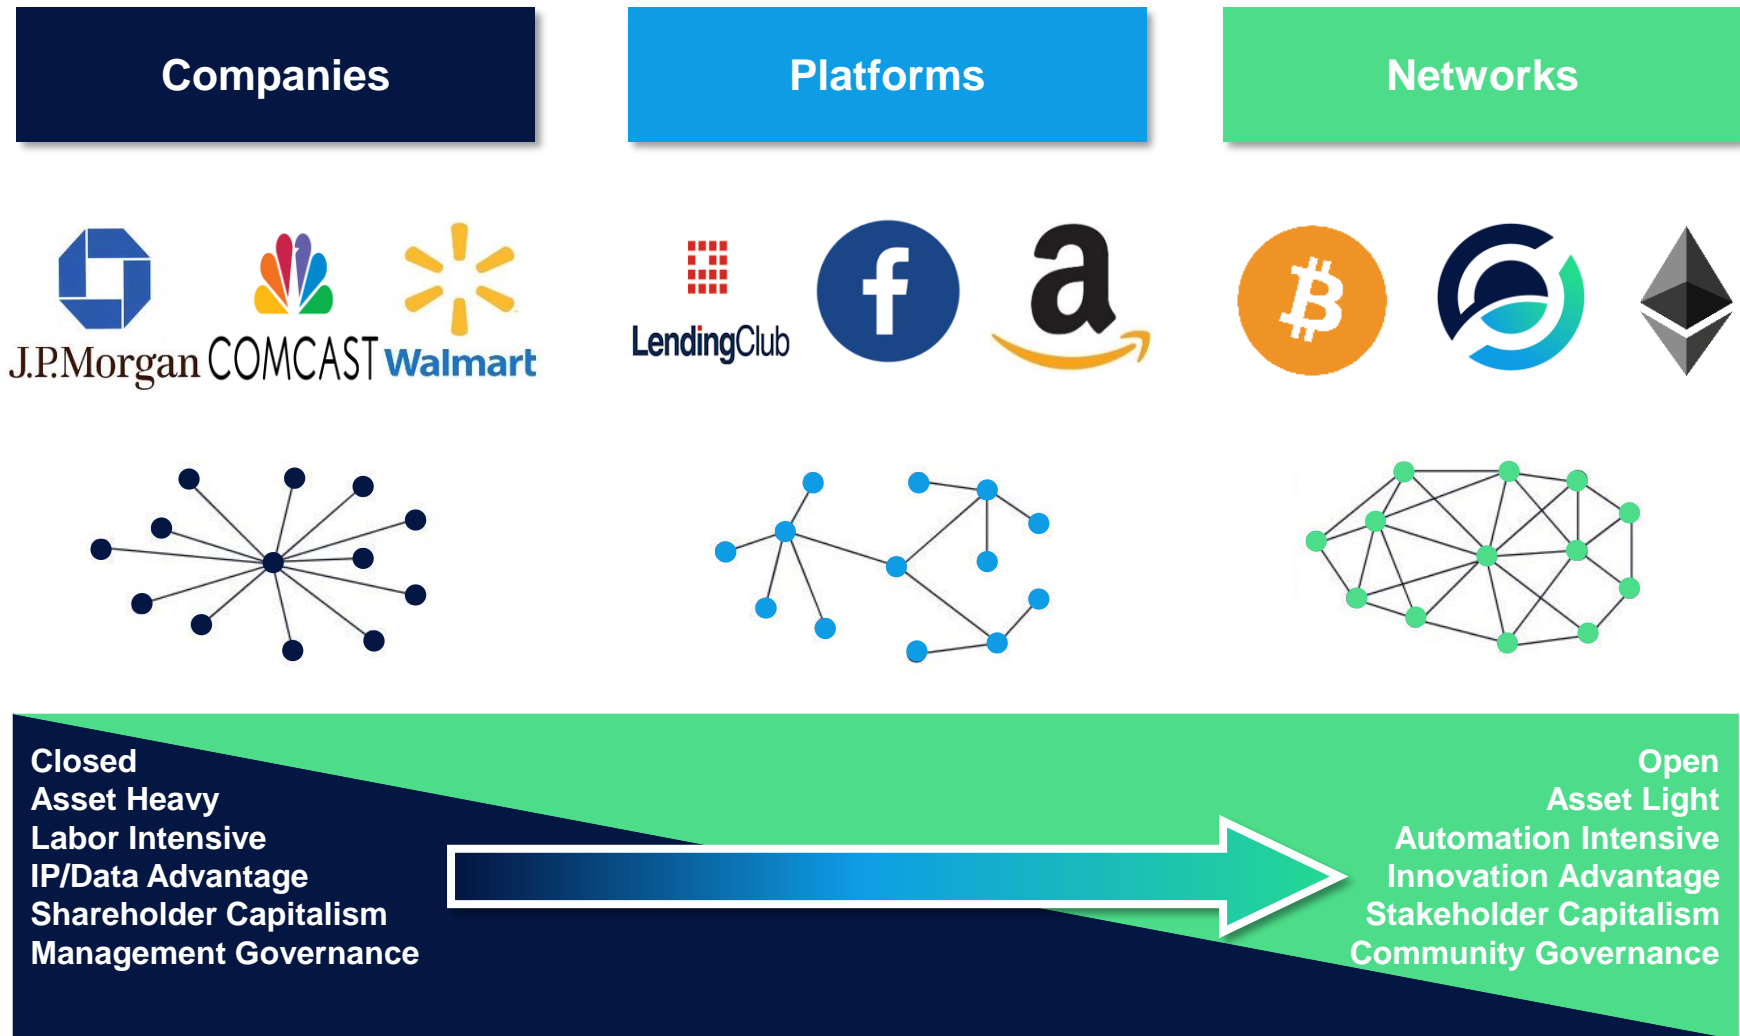 Companies
Platforms
Networks
J.P.Morgan
COMCAST
Walmart
LendingClub
f
a
Closed
Asset Heavy
Labor Intensive
IP/Data Advantage
Shareholder Capitalism
Management Governance
Open
Asset Light
Automation Intensive
Innovation Advantage
Stakeholder Capitalism
Community Governance